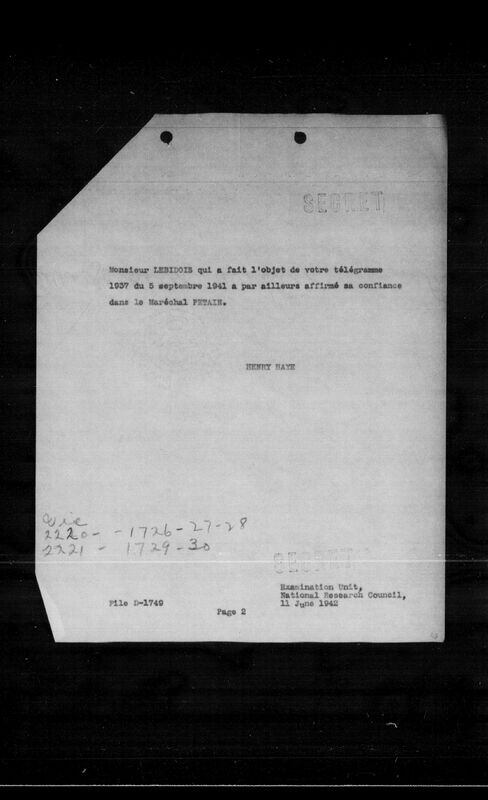 SECRET
Monsieur LEBIDOIS qui a fait l'objet de votre télégramme
1937 du 5 septembre 1941 a par ailleurs affirmé sa confiance
dans le Maréchal PETAIN.
HENRY HAYE
2220 - - 1726 - 27 - 28
2221 - 1729 - 30
SECRET
Examination Unit,
National Research Council,
11 June 1942
File D-1749
Page 2